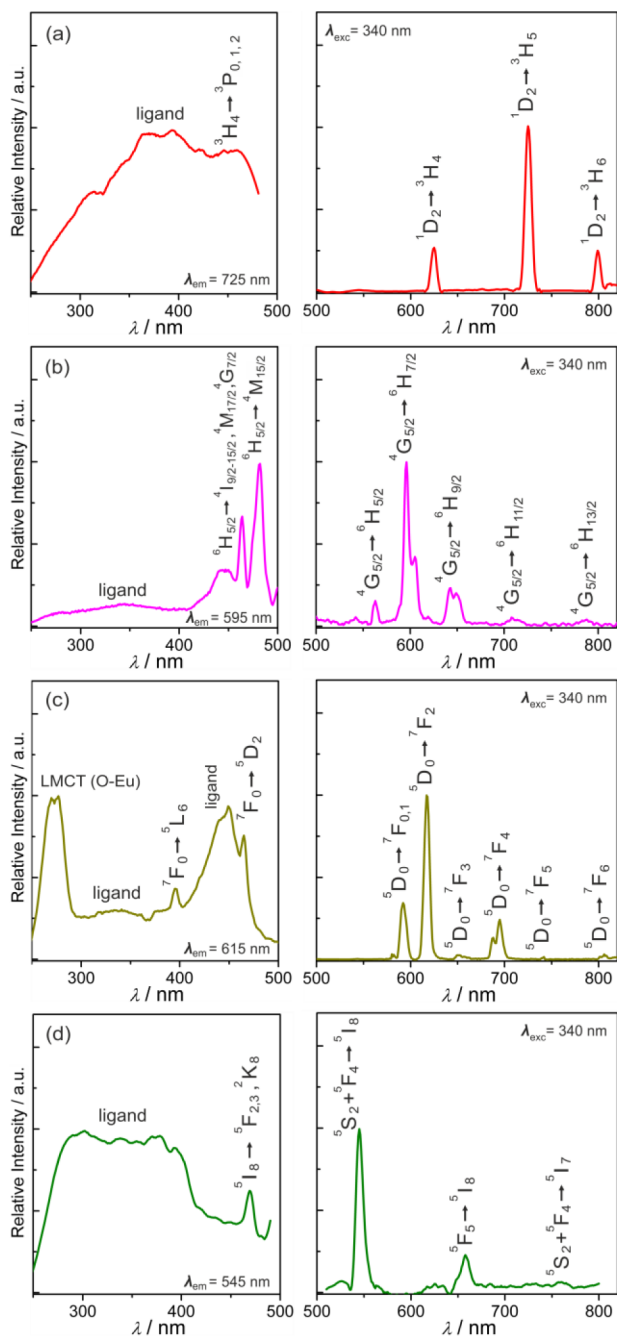 (a)
ligand
³H₄→³P₀,₁,₂
λem = 725 nm
Relative Intensity / a.u.
300 400 500
λ / nm
λexc= 340 nm
¹D₂→³H₄
¹D₂→³H₅
¹D₂→³H₆
500 600 700 800
λ / nm
(b)
ligand
⁶H₅/₂→⁴I₉/₂₋₁₅/₂,⁴M₁₇/₂,⁴G₇/₂
⁶H₅/₂→⁴M₁₅/₂
λem = 595 nm
Relative Intensity / a.u.
300 400 500
λ / nm
λexc= 340 nm
⁴G₅/₂→⁶H₅/₂
⁴G₅/₂→⁶H₇/₂
⁴G₅/₂→⁶H₉/₂
⁴G₅/₂→⁶H₁₁/₂
⁴G₅/₂→⁶H₁₃/₂
500 600 700 800
λ / nm
(c)
LMCT (O-Eu)
ligand
⁷F₀→⁵L₆
ligand
⁷F₀→⁵D₂
λem = 615 nm
Relative Intensity / a.u.
300 400 500
λ / nm
λexc= 340 nm
⁵D₀→⁷F₀,₁
⁵D₀→⁷F₂
⁵D₀→⁷F₃
⁵D₀→⁷F₄
⁵D₀→⁷F₅
⁵D₀→⁷F₆
500 600 700 800
λ / nm
(d)
ligand
⁵I₈→⁵F₂,₃,²K₈
λem = 545 nm
Relative Intensity / a.u.
300 400 500
λ / nm
λexc= 340 nm
⁵S₂+⁵F₄→⁵I₈
⁵F₅→⁵I₈
⁵S₂+⁵F₄→⁵I₇
500 600 700 800
λ / nm